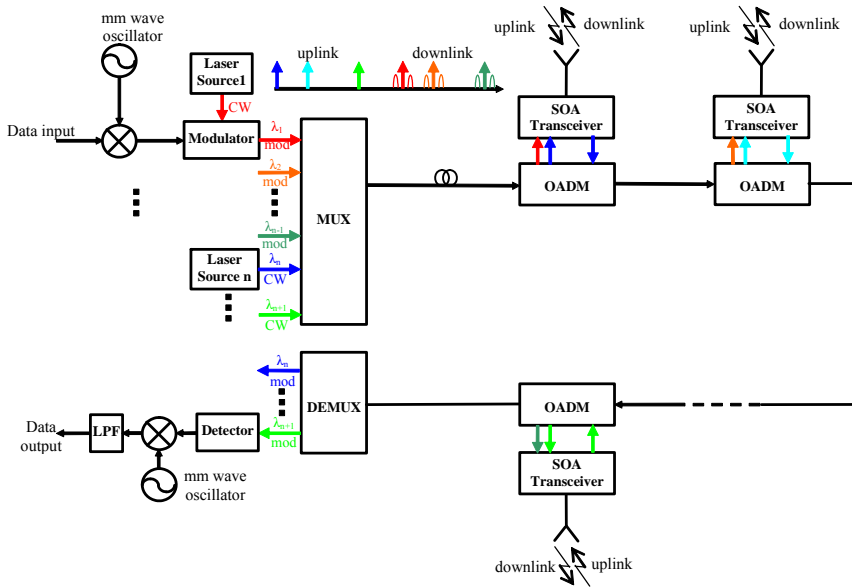 mm wave
oscillator
Laser
Source1
CW
Data input
Modulator
λ1
mod
λ2
mod
λn-1
mod
Laser
Source n
λn
CW
λn+1
CW
MUX
uplink
downlink
uplink
downlink
SOA
Transceiver
OADM
uplink
downlink
SOA
Transceiver
OADM
λn
mod
λn+1
mod
DEMUX
Data
output
LPF
Detector
mm wave
oscillator
OADM
SOA
Transceiver
downlink
uplink